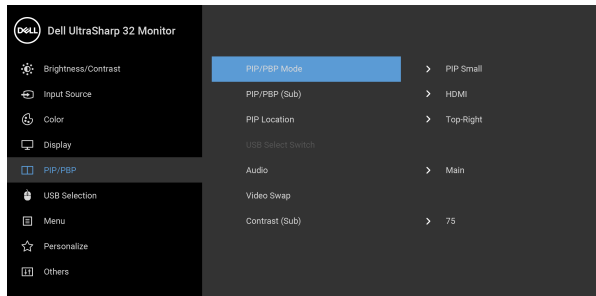 DELL Dell UltraSharp 32 Monitor
Brightness/Contrast
Input Source
Color
Display
PIP/PBP
USB Selection
Menu
Personalize
Others
PIP/PBP Mode > PIP Small
PIP/PBP (Sub) > HDMI
PIP Location > Top-Right
USB Select Switch
Audio > Main
Video Swap
Contrast (Sub) > 75